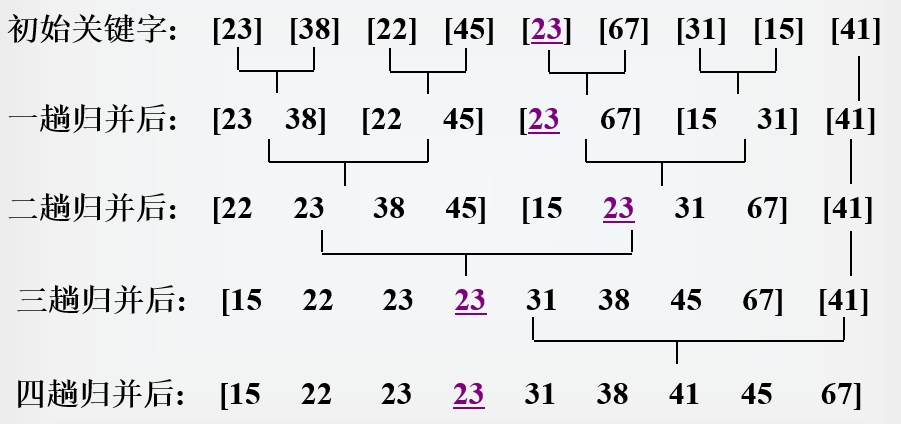 初始关键字： [23] [38] [22] [45] [23] [67] [31] [15] [41]
一趟归并后： [23 38] [22 45] [23 67] [15 31] [41]
二趟归并后： [22 23 38 45] [15 23 31 67] [41]
三趟归并后： [15 22 23 23 31 38 45 67] [41]
四趟归并后： [15 22 23 23 31 38 41 45 67]